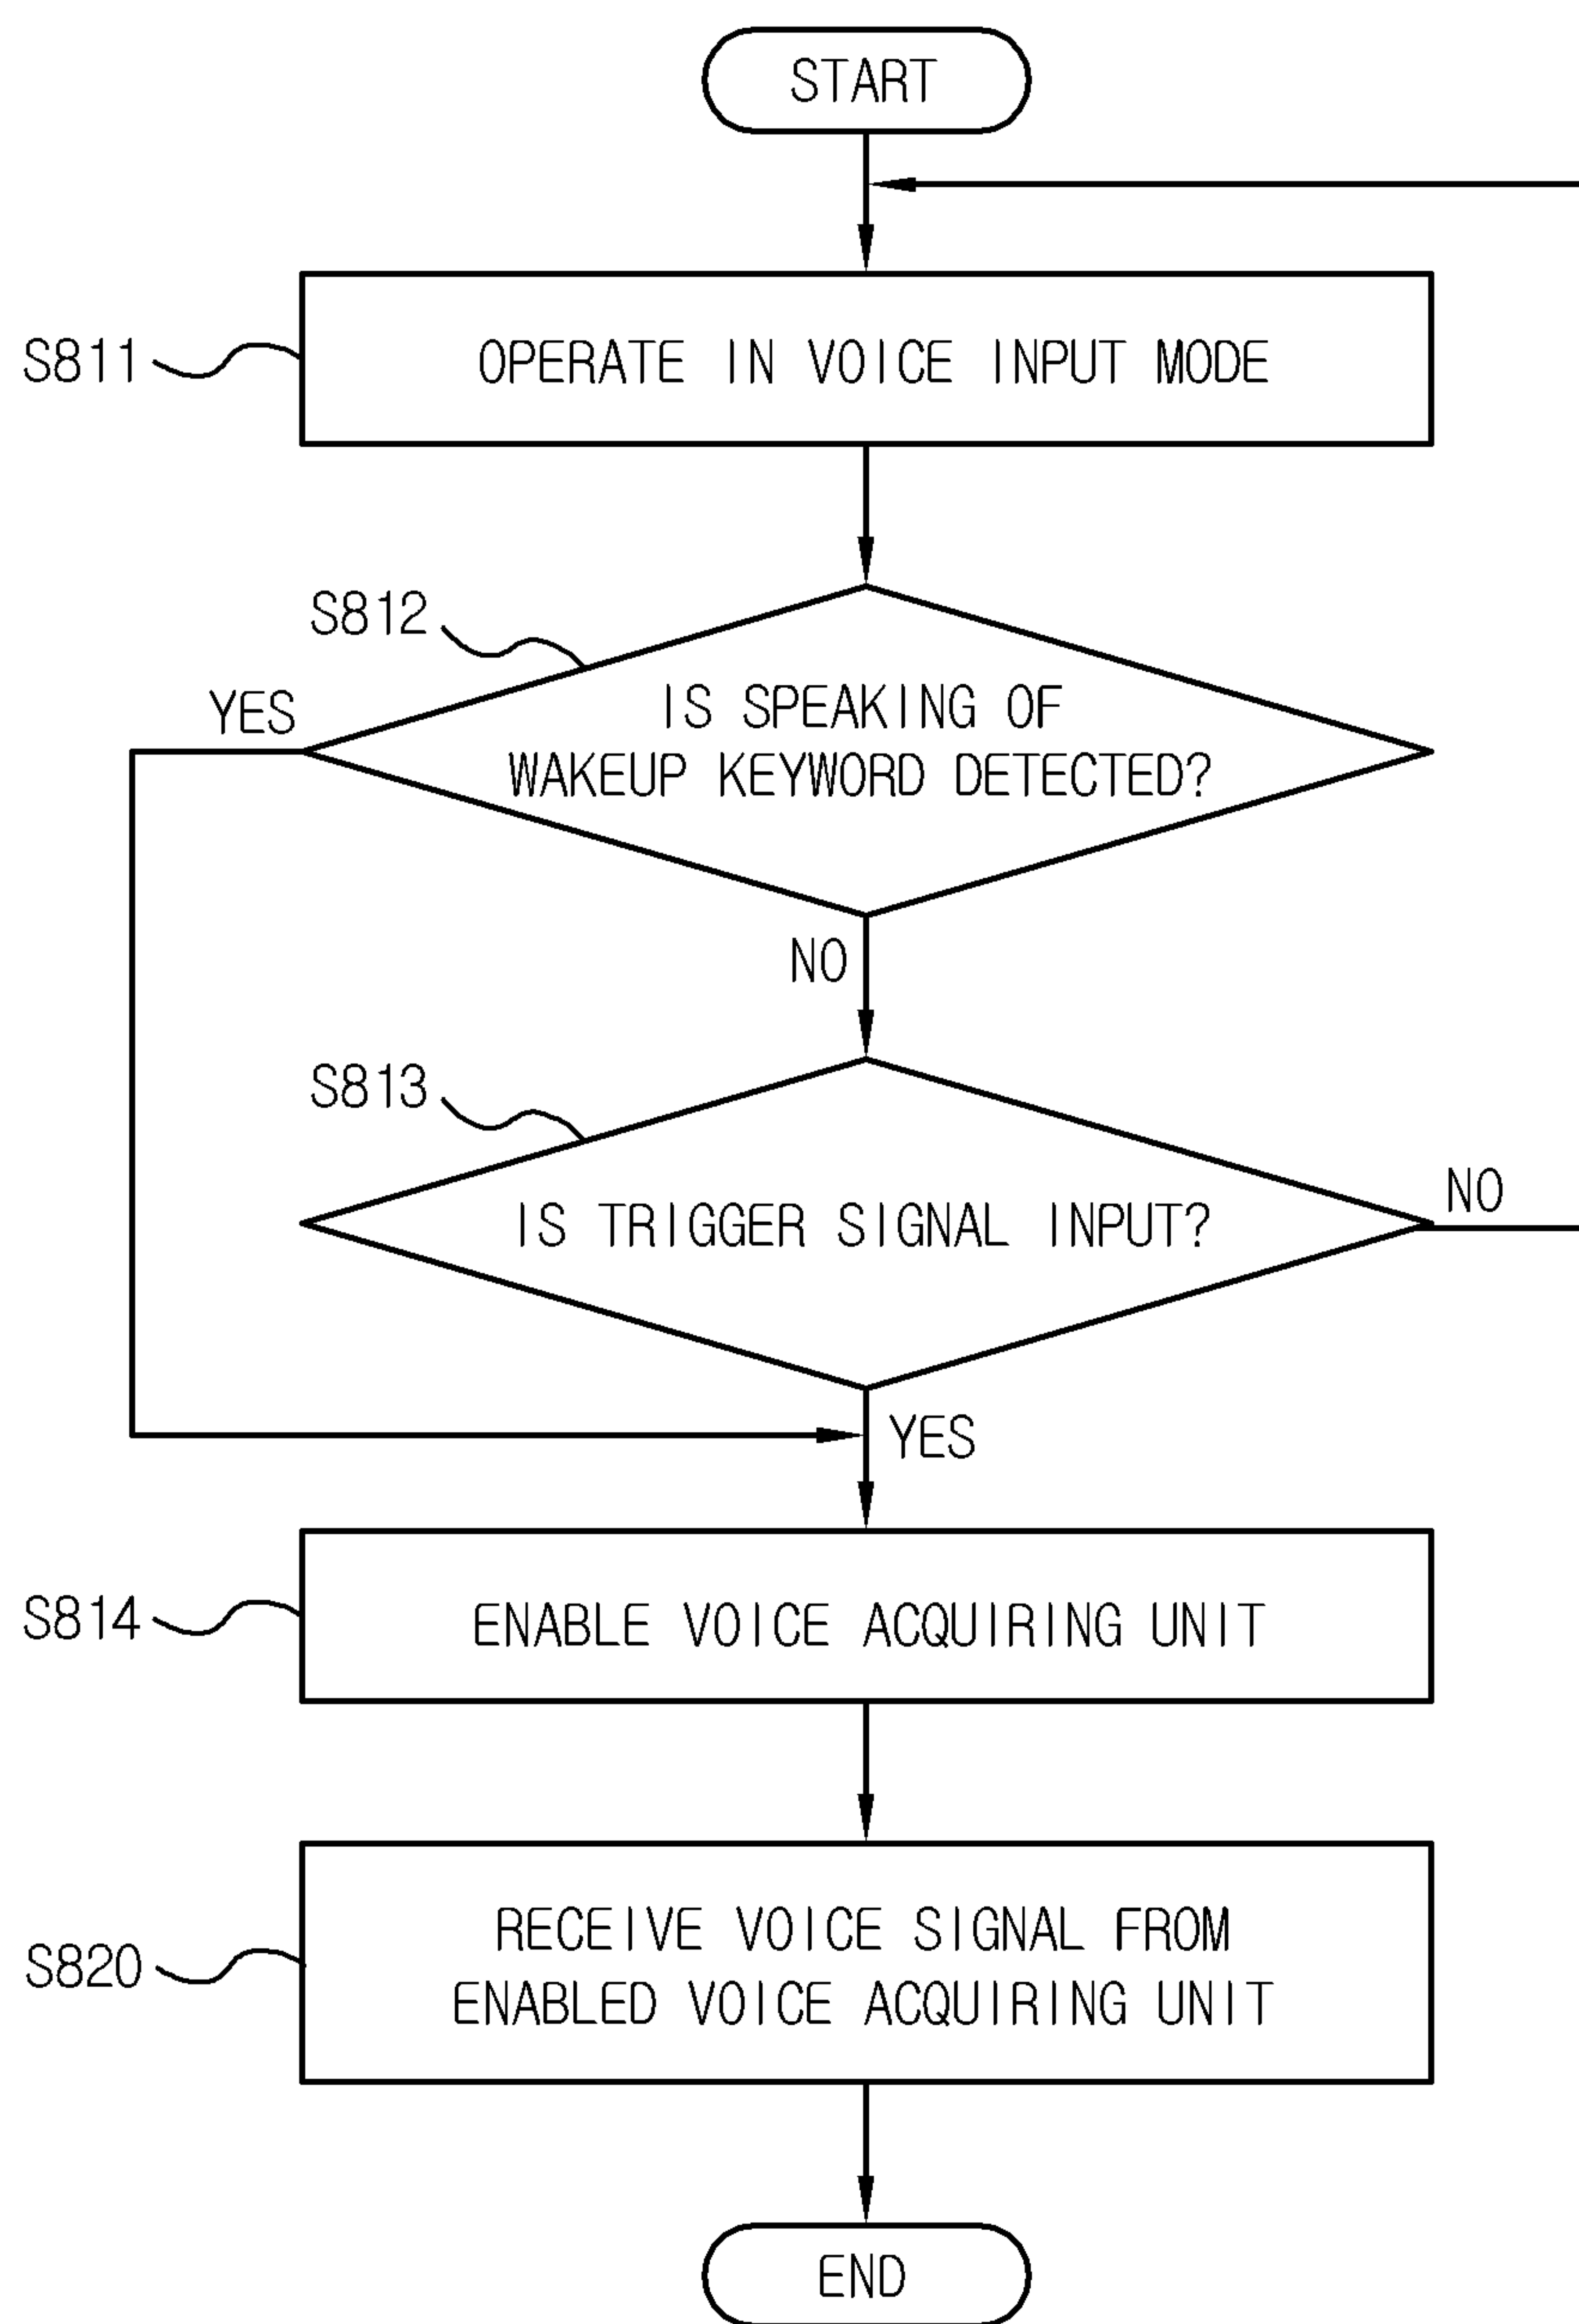 START
S811
OPERATE IN VOICE INPUT MODE
S812
YES
IS SPEAKING OF
WAKEUP KEYWORD DETECTED?
NO
S813
IS TRIGGER SIGNAL INPUT?
NO
YES
S814
ENABLE VOICE ACQUIRING UNIT
S820
RECEIVE VOICE SIGNAL FROM
ENABLED VOICE ACQUIRING UNIT
END